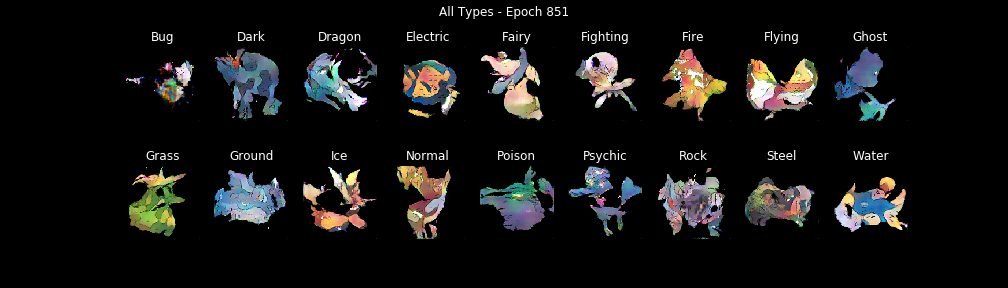 All Types - Epoch 851
Bug Dark Dragon Electric Fairy Fighting Fire Flying Ghost
Grass Ground Ice Normal Poison Psychic Rock Steel Water